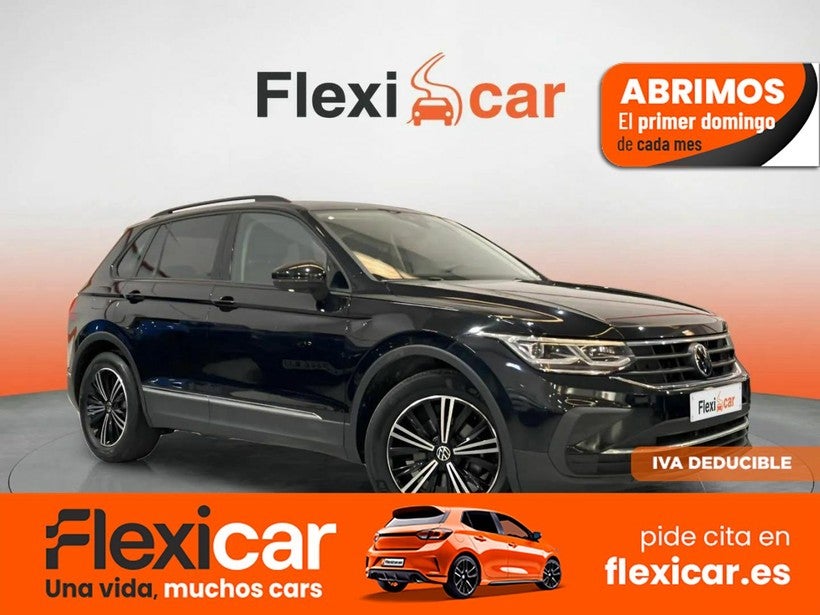 Flexicar
ABRIMOS
El primer domingo
de cada mes
Flexicar
IVA DEDUCIBLE
Flexicar
Una vida, muchos cars
pide cita en
flexicar.es